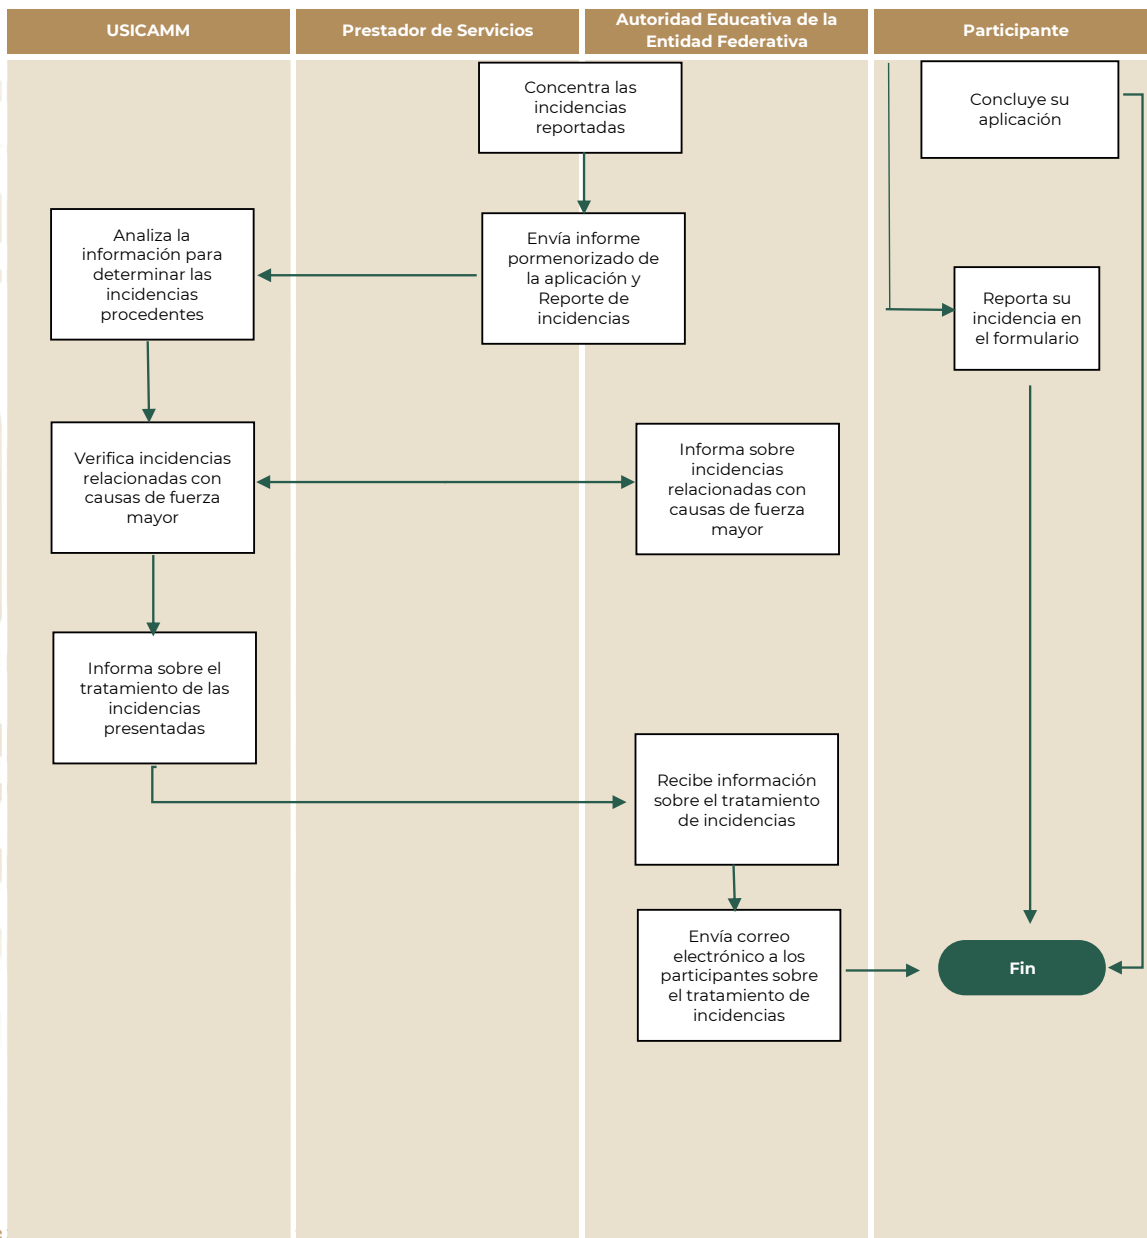 USICAMM
Prestador de Servicios
Autoridad Educativa de la
Entidad Federativa
Participante
Concentra las
incidencias
reportadas
Concluye su
aplicación
Analiza la
información para
determinar las
incidencias
procedentes
Envía informe
pormenorizado de
la aplicación y
Reporte de
incidencias
Reporta su
incidencia en
el formulario
Verifica incidencias
relacionadas con
causas de fuerza
mayor
Informa sobre
incidencias
relacionadas con
causas de fuerza
mayor
Informa sobre el
tratamiento de las
incidencias
presentadas
Recibe información
sobre el tratamiento
de incidencias
Envía correo
electrónico a los
participantes sobre
el tratamiento de
incidencias
Fin